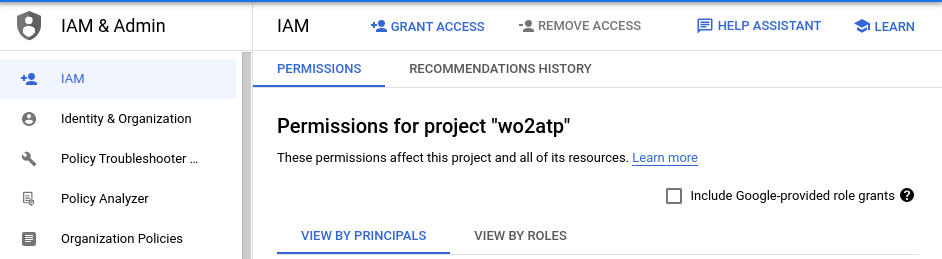 IAM & Admin
IAM
GRANT ACCESS
REMOVE ACCESS
HELP ASSISTANT
LEARN
IAM
Identity & Organization
Policy Troubleshooter ...
Policy Analyzer
Organization Policies
PERMISSIONS
RECOMMENDATIONS HISTORY
Permissions for project "wo2atp"
These permissions affect this project and all of its resources. Learn more
Include Google-provided role grants ?
VIEW BY PRINCIPALS
VIEW BY ROLES